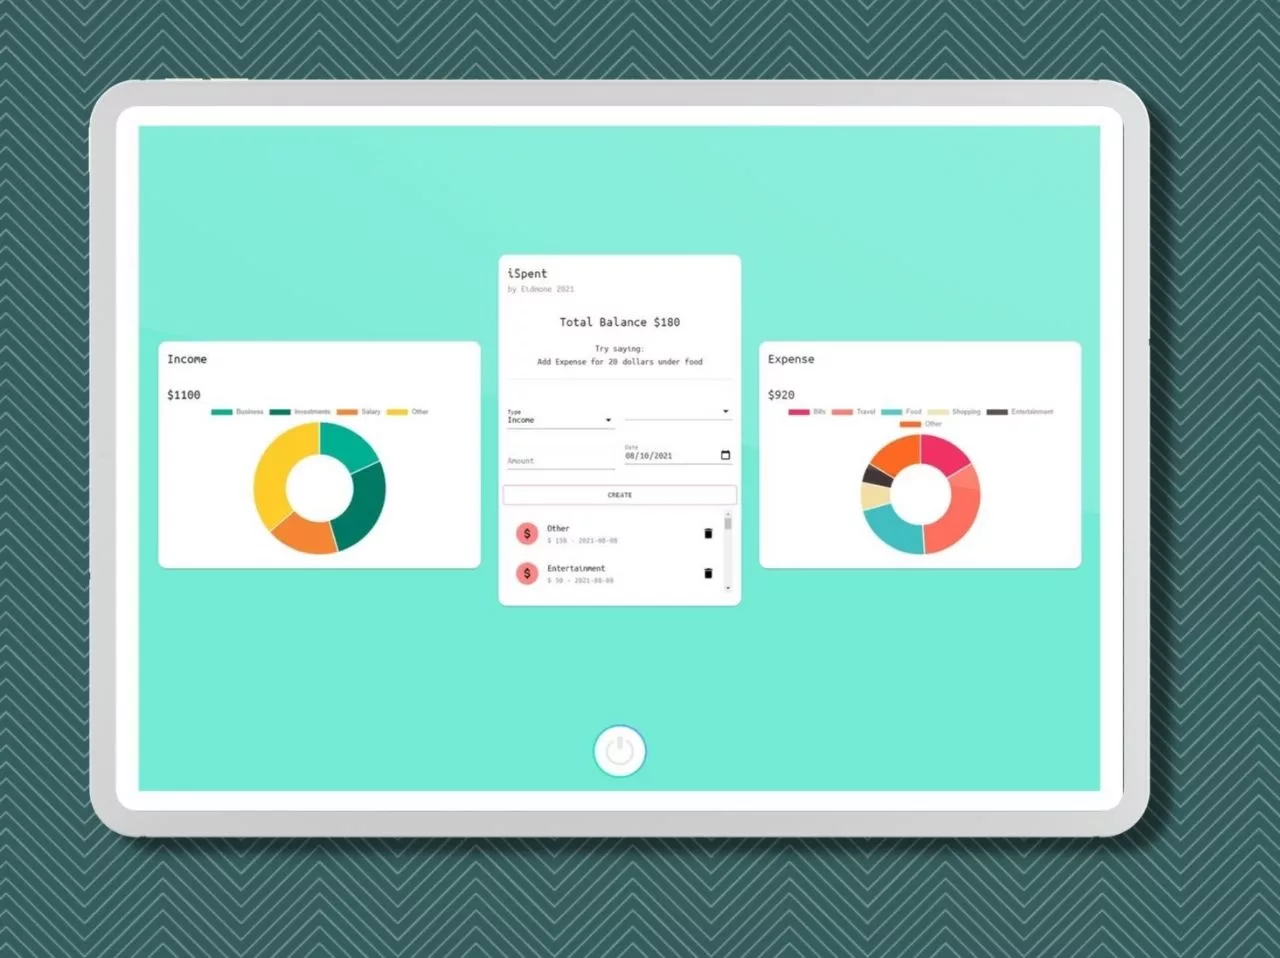 iSpent
by Eidmone 2021
Total Balance $180
Try saying:
Add Expense for 20 dollars under food
Type
Income
Date
Amount
08/10/2021
CREATE
Other
$ 150 - 2021-08-08
Entertainment
$ 50 - 2021-08-08
Income
$1100
Business Investments Salary Other
Expense
$920
Bills Travel Food Shopping Entertainment
Other